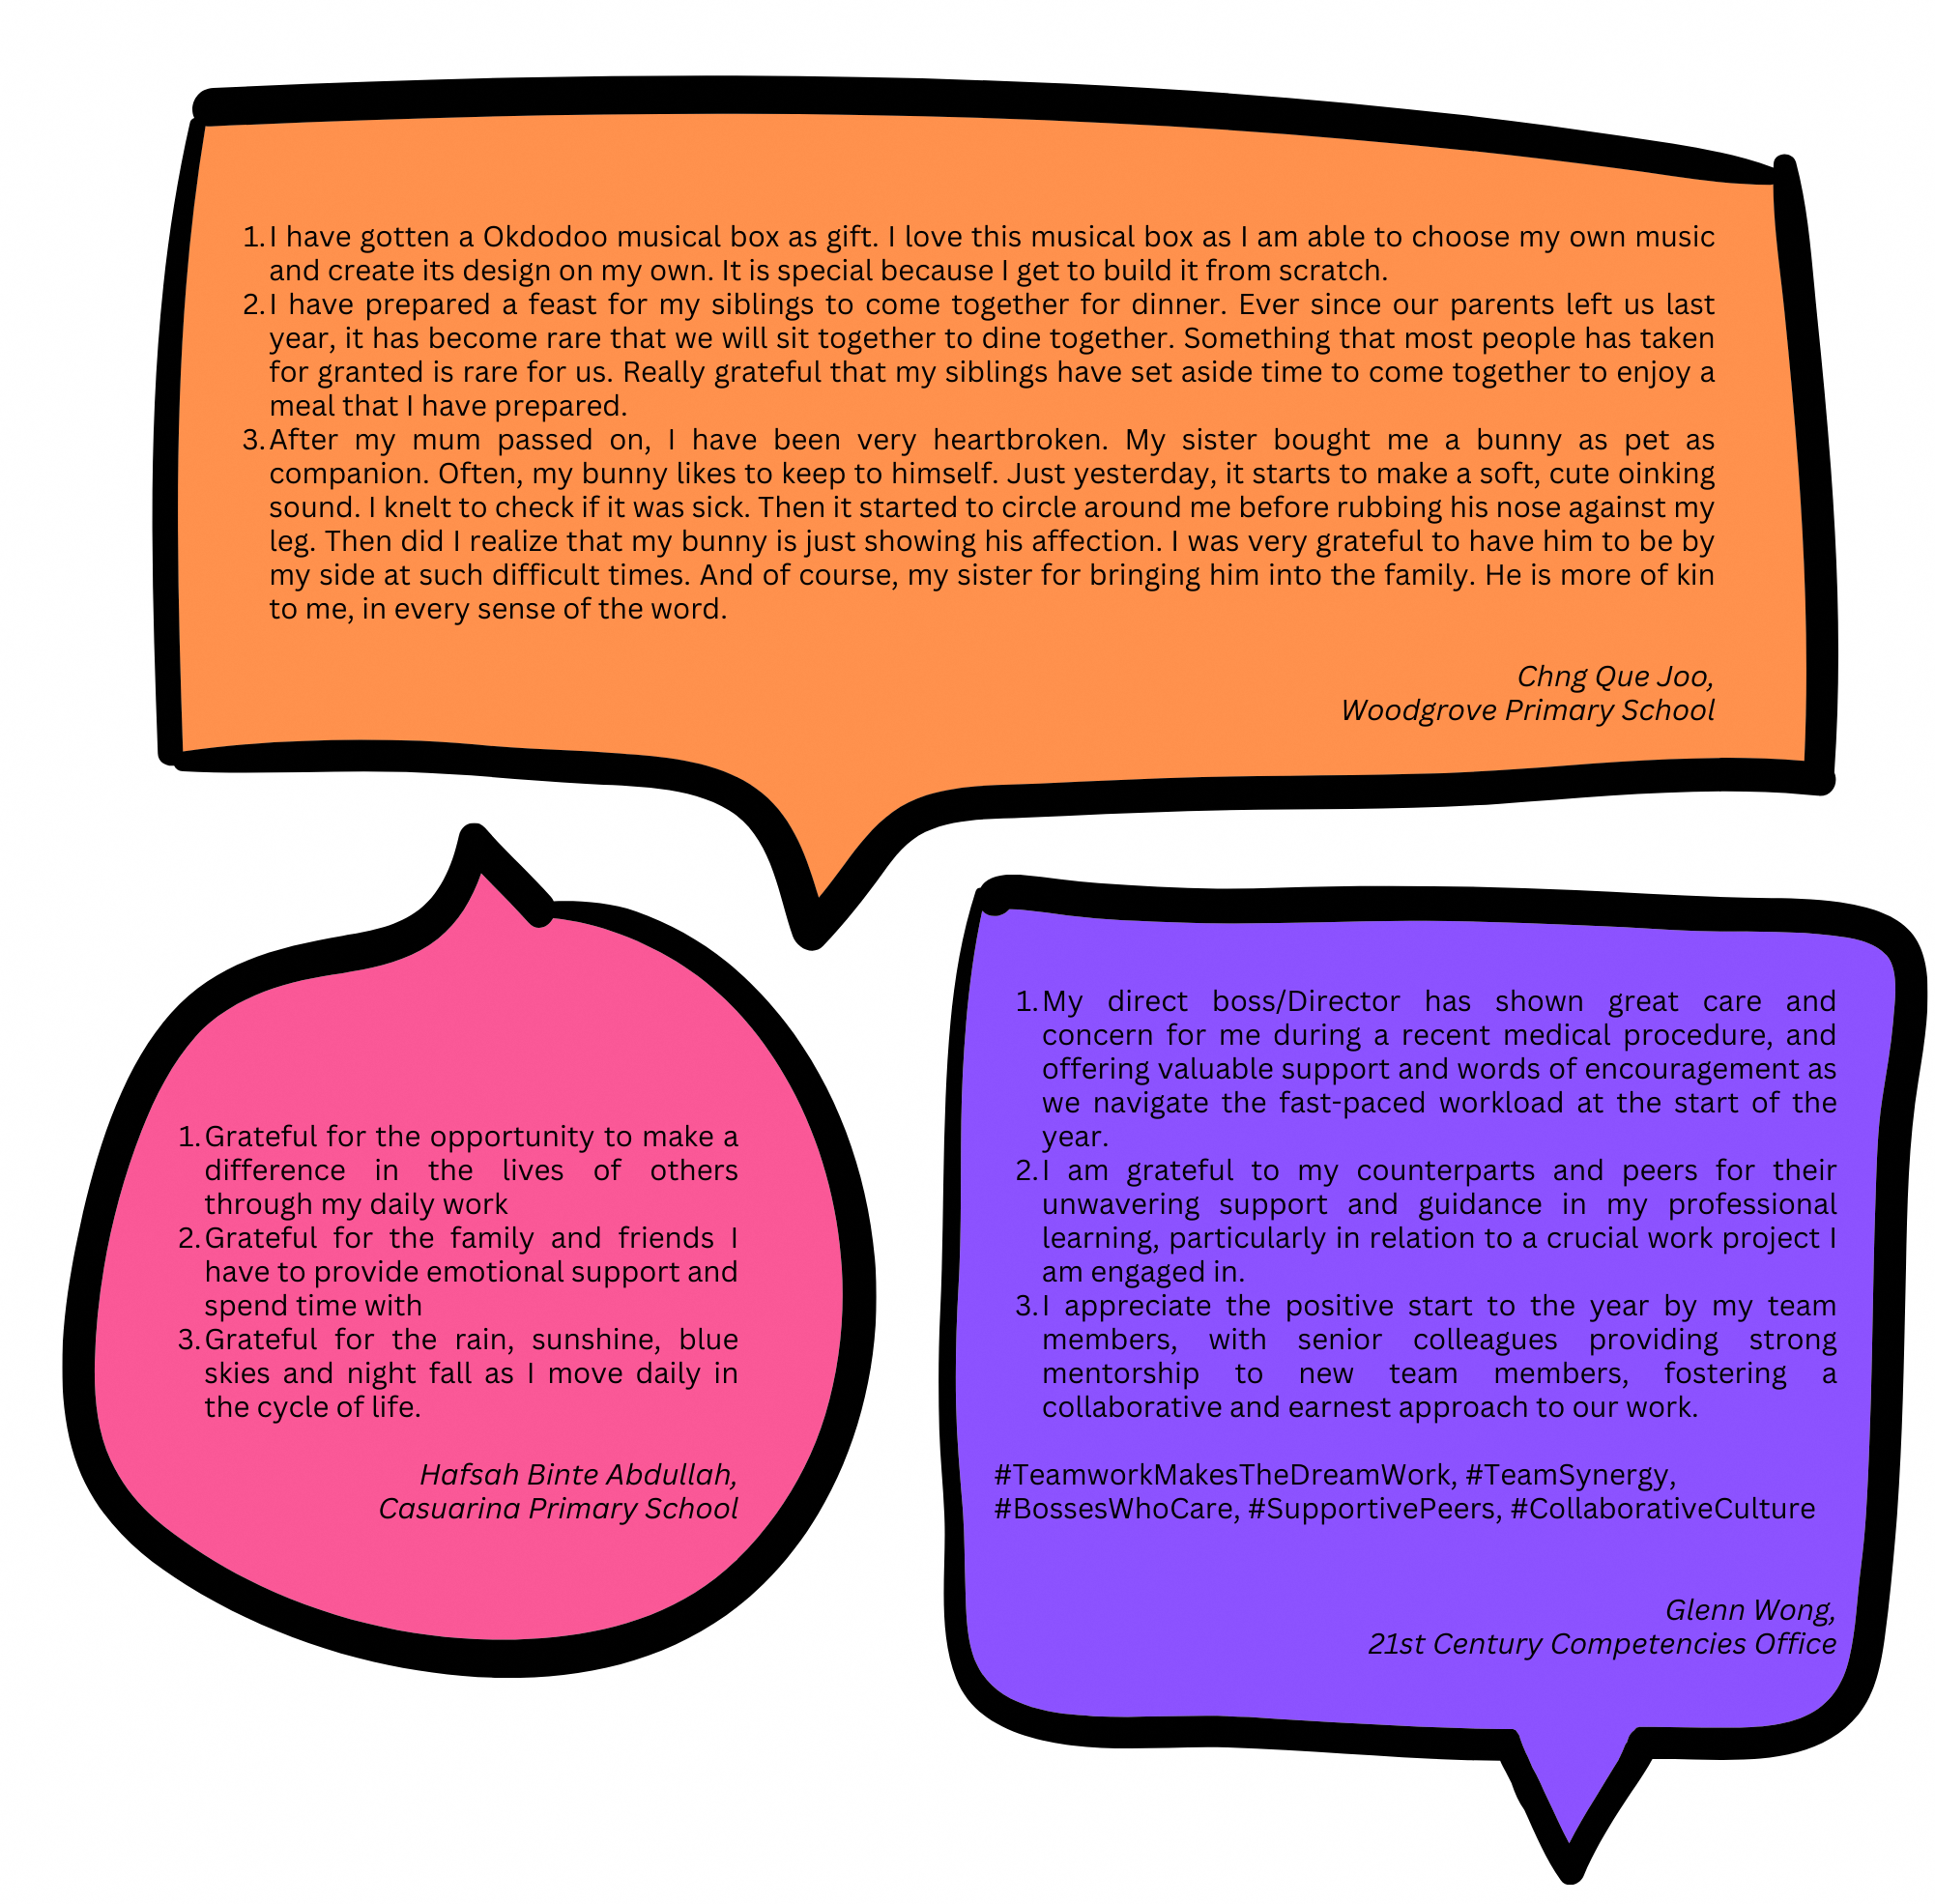 1. I have gotten a Okdodoo musical box as gift. I love this musical box as I am able to choose my own music
and create its design on my own. It is special because I get to build it from scratch.
2. I have prepared a feast for my siblings to come together for dinner. Ever since our parents left us last
year, it has become rare that we will sit together to dine together. Something that most people has taken
for granted is rare for us. Really grateful that my siblings have set aside time to come together to enjoy a
meal that I have prepared.
3. After my mum passed on, I have been very heartbroken. My sister bought me a bunny as pet as
companion. Often, my bunny likes to keep to himself. Just yesterday, it starts to make a soft, cute oinking
sound. I knelt to check if it was sick. Then it started to circle around me before rubbing his nose against my
leg. Then did I realize that my bunny is just showing his affection. I was very grateful to have him to be by
my side at such difficult times. And of course, my sister for bringing him into the family. He is more of kin
to me, in every sense of the word.
Chng Que Joo,
Woodgrove Primary School
1. Grateful for the opportunity to make a
difference in the lives of others
through my daily work
2. Grateful for the family and friends I
have to provide emotional support and
spend time with
3. Grateful for the rain, sunshine, blue
skies and night fall as I move daily in
the cycle of life.
Hafsah Binte Abdullah,
Casuarina Primary School
1. My direct boss/Director has shown great care and
concern for me during a recent medical procedure, and
offering valuable support and words of encouragement as
we navigate the fast-paced workload at the start of the
year.
2. I am grateful to my counterparts and peers for their
unwavering support and guidance in my professional
learning, particularly in relation to a crucial work project I
am engaged in.
3. I appreciate the positive start to the year by my team
members, with senior colleagues providing strong
mentorship to new team members, fostering a
collaborative and earnest approach to our work.
#TeamworkMakesTheDreamWork, #TeamSynergy,
#BossesWhoCare, #SupportivePeers, #CollaborativeCulture
Glenn Wong,
21st Century Competencies Office